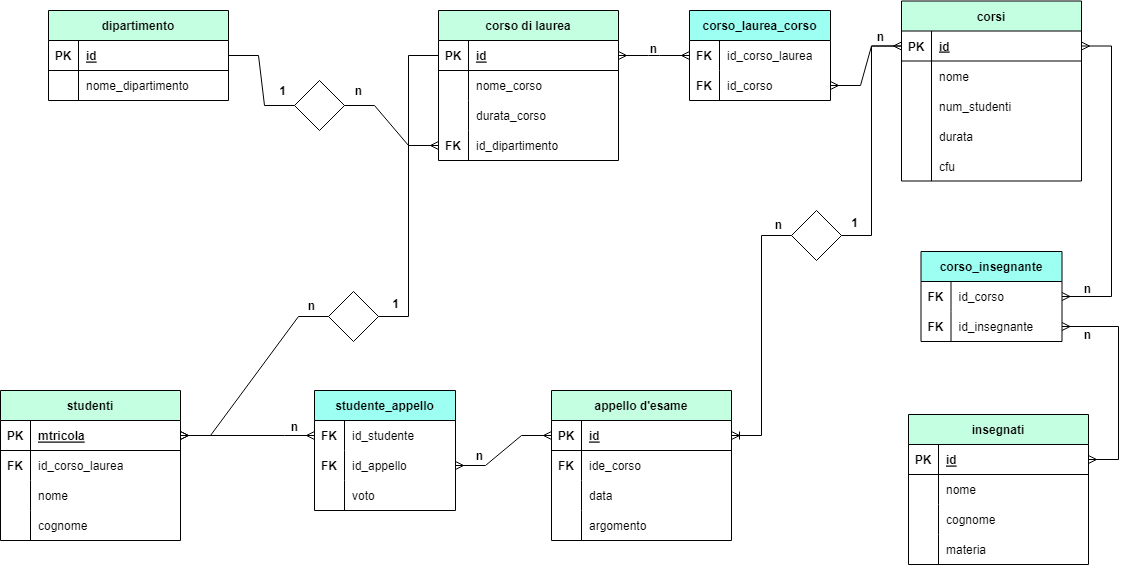 dipartimento
PK id
nome_dipartimento
1
n
corso di laurea
PK id
nome_corso
durata_corso
FK id_dipartimento
n
corso_laurea_corso
FK id_corso_laurea
FK id_corso
n
corsi
PK id
nome
num_studenti
durata
cfu
n
1
n
1
corso_insegnante
FK id_corso
FK id_insegnante
n
n
studenti
PK mtricola
FK id_corso_laurea
nome
cognome
n
studente_appello
FK id_studente
FK id_appello
voto
n
appello d'esame
PK id
FK ide_corso
data
argomento
insegnati
PK id
nome
cognome
materia